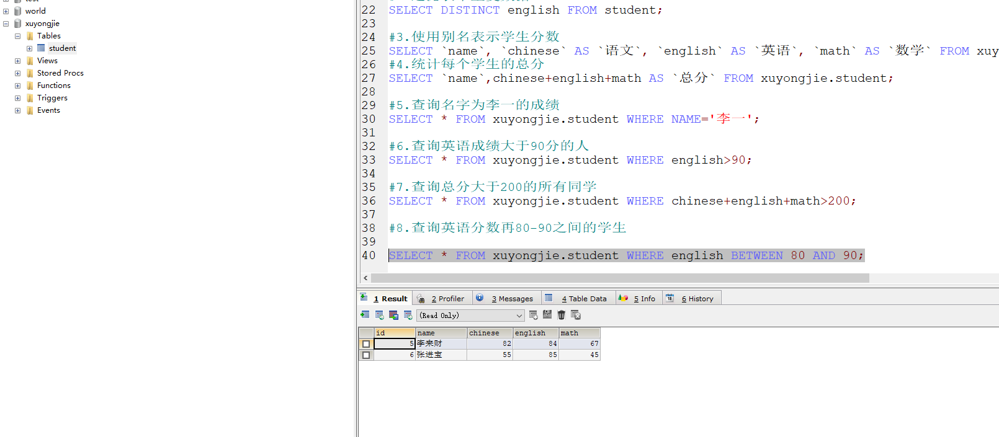 world
xuyongjie
Tables
student
Views
Stored Procs
Functions
Triggers
Events
22 SELECT DISTINCT english FROM student;
23
24 #3.使用别名表示学生分数
25 SELECT `name`, `chinese` AS `语文`, `english` AS `英语`, `math` AS `数学` FROM xuy
26 #4.统计每个学生的总分
27 SELECT `name`,chinese+english+math AS `总分` FROM xuyongjie.student;
28
29 #5.查询名字为李一的成绩
30 SELECT * FROM xuyongjie.student WHERE NAME='李一';
31
32 #6.查询英语成绩大于90分的人
33 SELECT * FROM xuyongjie.student WHERE english>90;
34
35 #7.查询总分大于200的所有同学
36 SELECT * FROM xuyongjie.student WHERE chinese+english+math>200;
37
38 #8.查询英语分数再80-90之间的学生
39
40 SELECT * FROM xuyongjie.student WHERE english BETWEEN 80 AND 90;
1 Result 2 Profiler 3 Messages 4 Table Data 5 Info 18 6 History
(Read Only)
id name chinese english math
5 李来财 82 84 67
6 张进宝 55 85 45